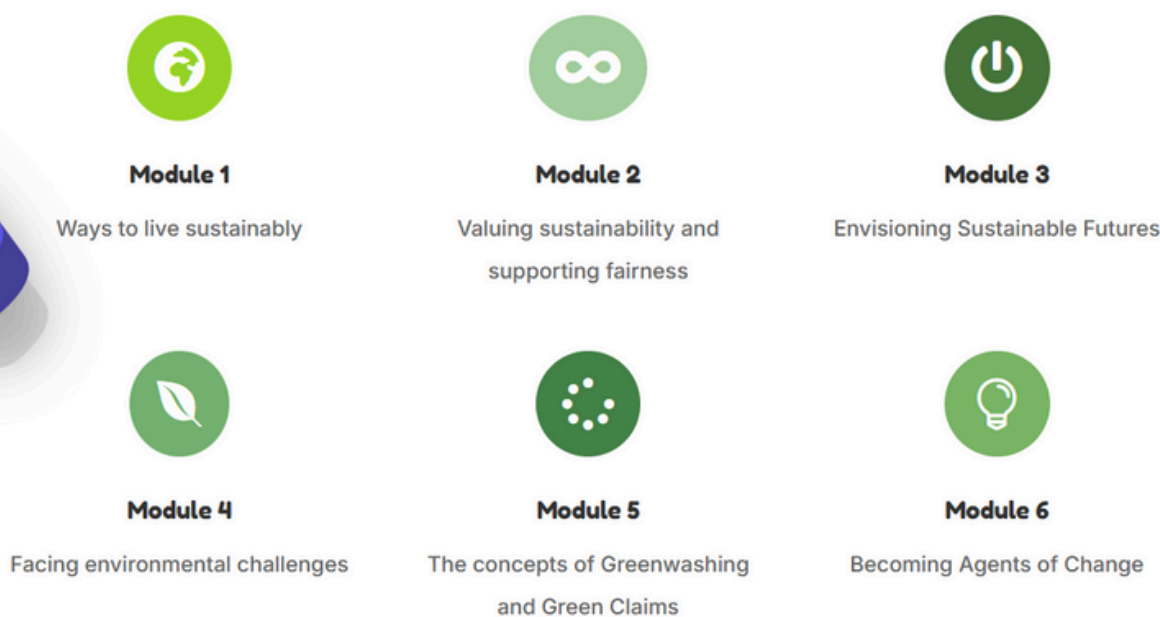 Module 1
Ways to live sustainably
Module 2
Valuing sustainability and
supporting fairness
Module 3
Envisioning Sustainable Futures
Module 4
Facing environmental challenges
Module 5
The concepts of Greenwashing
and Green Claims
Module 6
Becoming Agents of Change